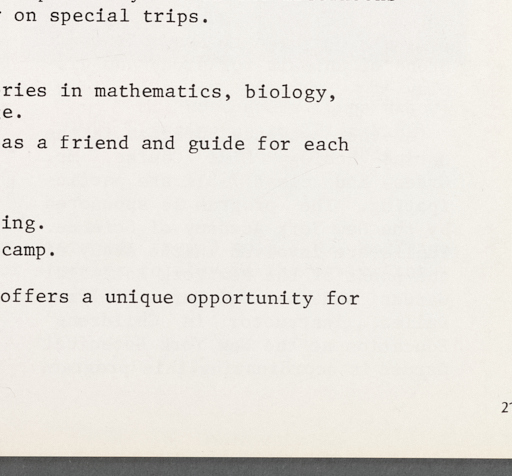 on special trips.
ries in mathematics, biology,
e.
as a friend and guide for each
ing.
camp.
offers a unique opportunity for